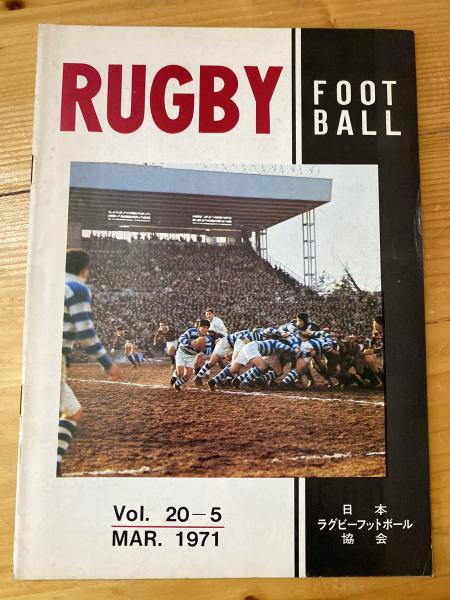 RUGBY
FOOT
BALL
Vol. 20-5
MAR. 1971
日本
ラグビーフットボール
協会